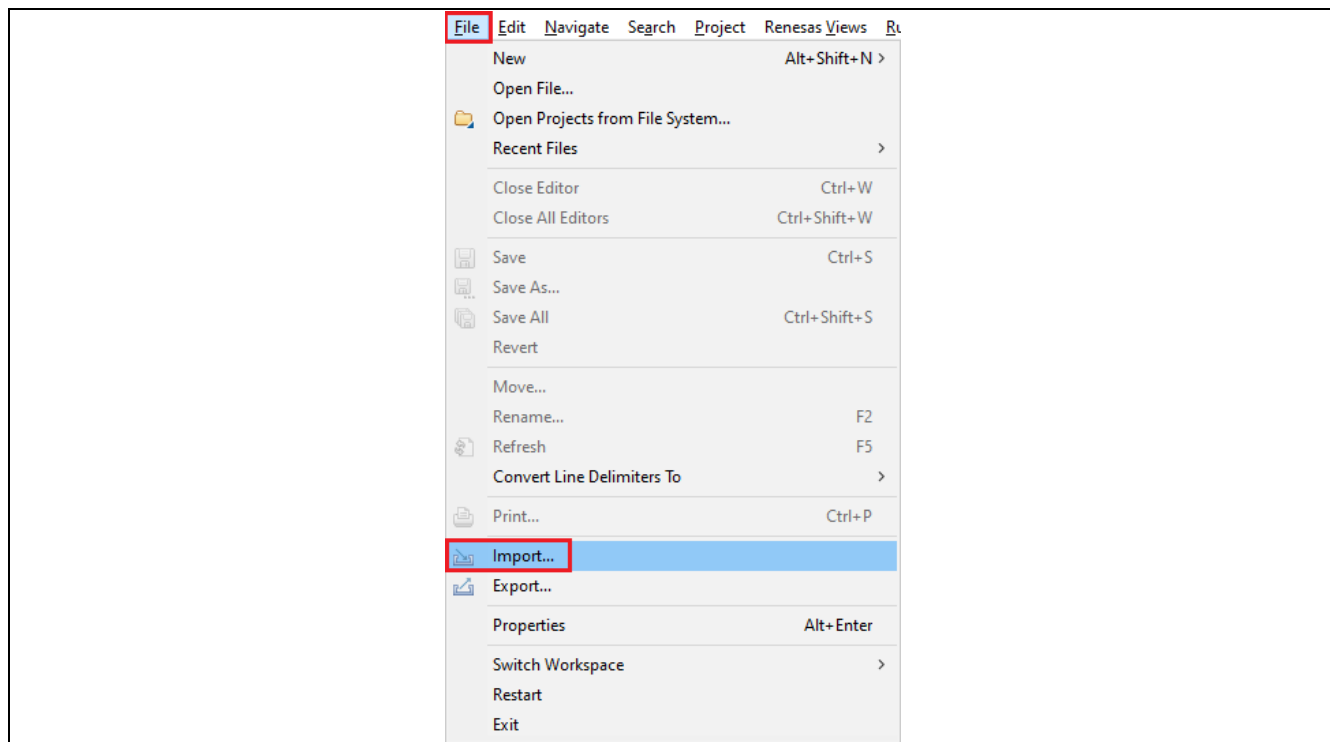 File Edit Navigate Search Project Renesas Views
New Alt+Shift+N >
Open File...
Open Projects from File System...
Recent Files >
Close Editor Ctrl+W
Close All Editors Ctrl+Shift+W
Save Ctrl+S
Save As...
Save All Ctrl+Shift+S
Revert
Move...
Rename... F2
Refresh F5
Convert Line Delimiters To >
Print... Ctrl+P
Import...
Export...
Properties Alt+Enter
Switch Workspace >
Restart
Exit